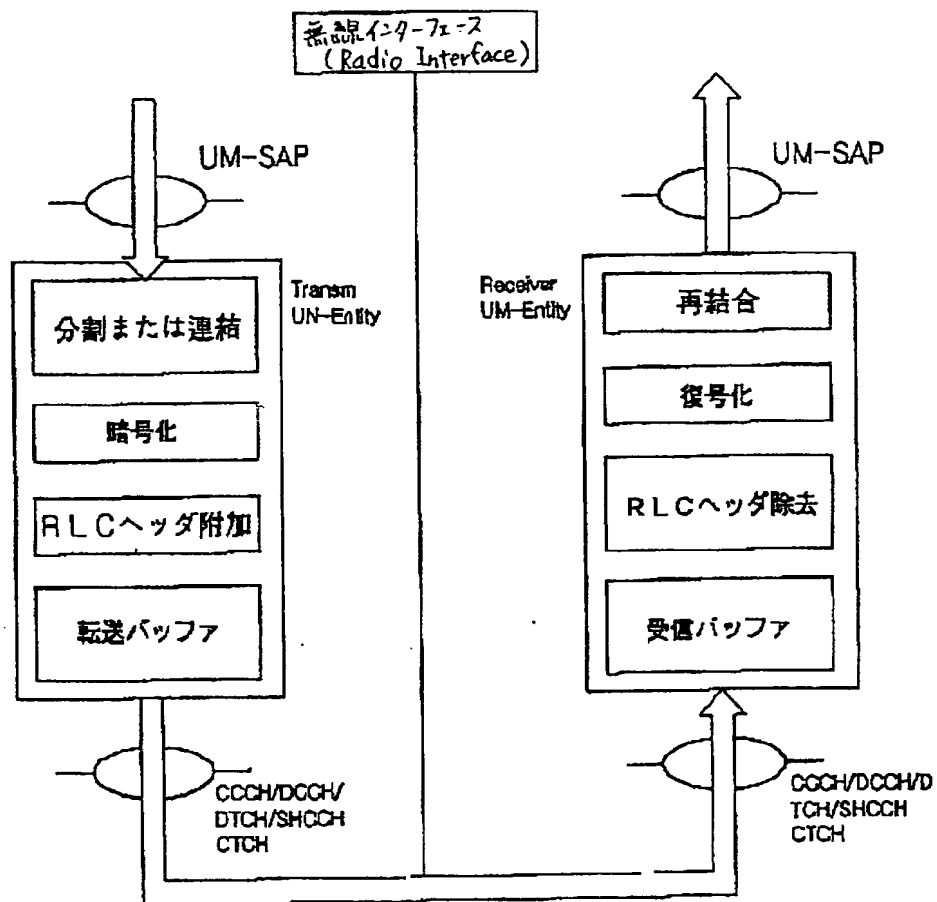 無線インターフェース
(Radio Interface)
UM-SAP
UM-SAP
Transm
UN-Entity
分割または連結
暗号化
RLCヘッダ附加
転送バッファ
Receiver
UM-Entity
再結合
復号化
RLCヘッダ除去
受信バッファ
CCCH/DCCH/
DTCH/SHCCH
CTCH
CCCH/DCCH/D
TCH/SHCCH
CTCH